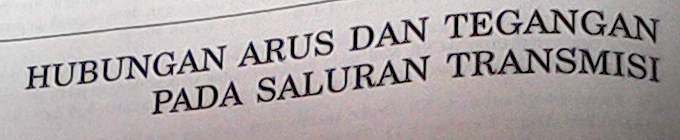 HUBUNGAN ARUS DAN TEGANGAN
PADA SALURAN TRANSMISI